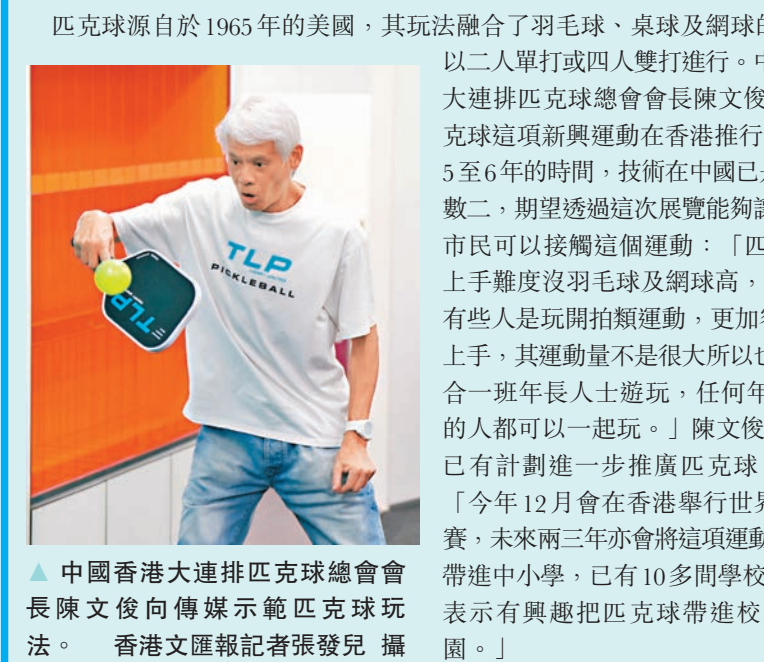 匹克球源自於1965年的美國，其玩法融合了羽毛球、桌球及網球的
以二人單打或四人雙打進行。中
大連排匹克球總會會長陳文俊
克球這項新興運動在香港推行
5至6年的時間，技術在中國已
數二，期望透過這次展覽能夠讓
市民可以接觸這個運動：「匹
上手難度沒羽毛球及網球高，
有些人是玩開拍類運動，更加
上手，其運動量不是很大所以也
合一班年長人士遊玩，任何年
的人都可以一起玩。」陳文俊
已有計劃進一步推廣匹克球
「今年12月會在香港舉行世界
賽，未來兩三年亦會將這項運動
帶進中小學，已有10多間學校
表示有興趣把匹克球帶進校
園。」
TLP
PICKLEBALL
TLP
▲ 中國香港大連排匹克球總會會
長陳文俊向傳媒示範匹克球玩
法。 香港文匯報記者張發兒 攝